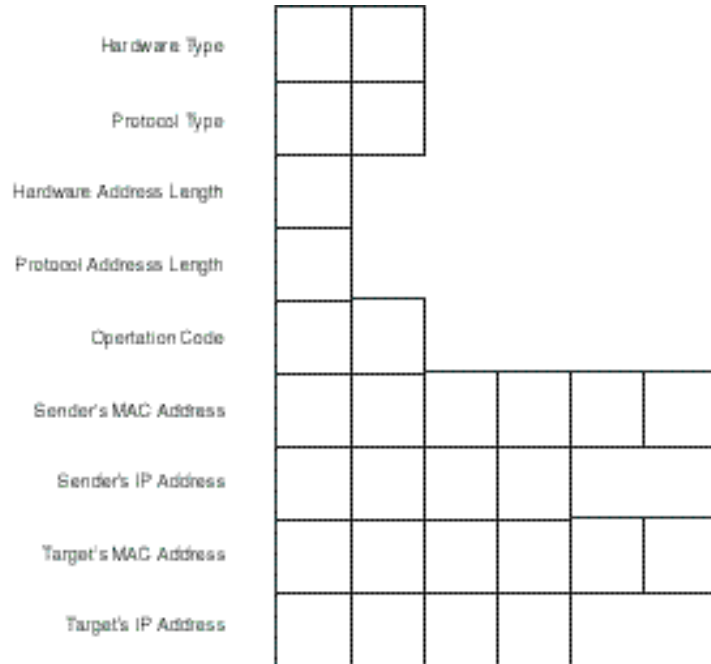 Hardware Type
Protocol Type
Hardware Address Length
Protocol Addresss Length
Opertation Code
Sender's MAC Address
Sender's IP Address
Target's MAC Address
Target's IP Address